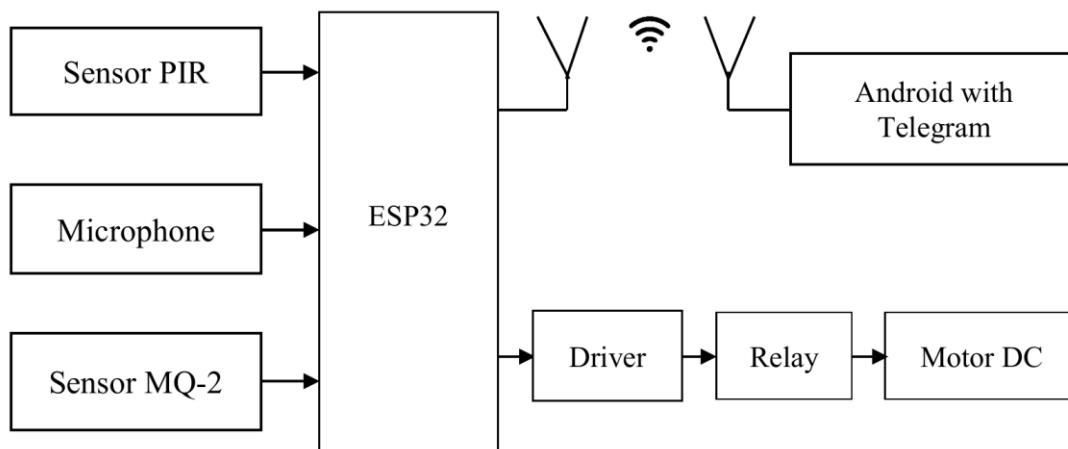 Sensor PIR
Microphone
Sensor MQ-2
ESP32
Android with
Telegram
Driver
Relay
Motor DC